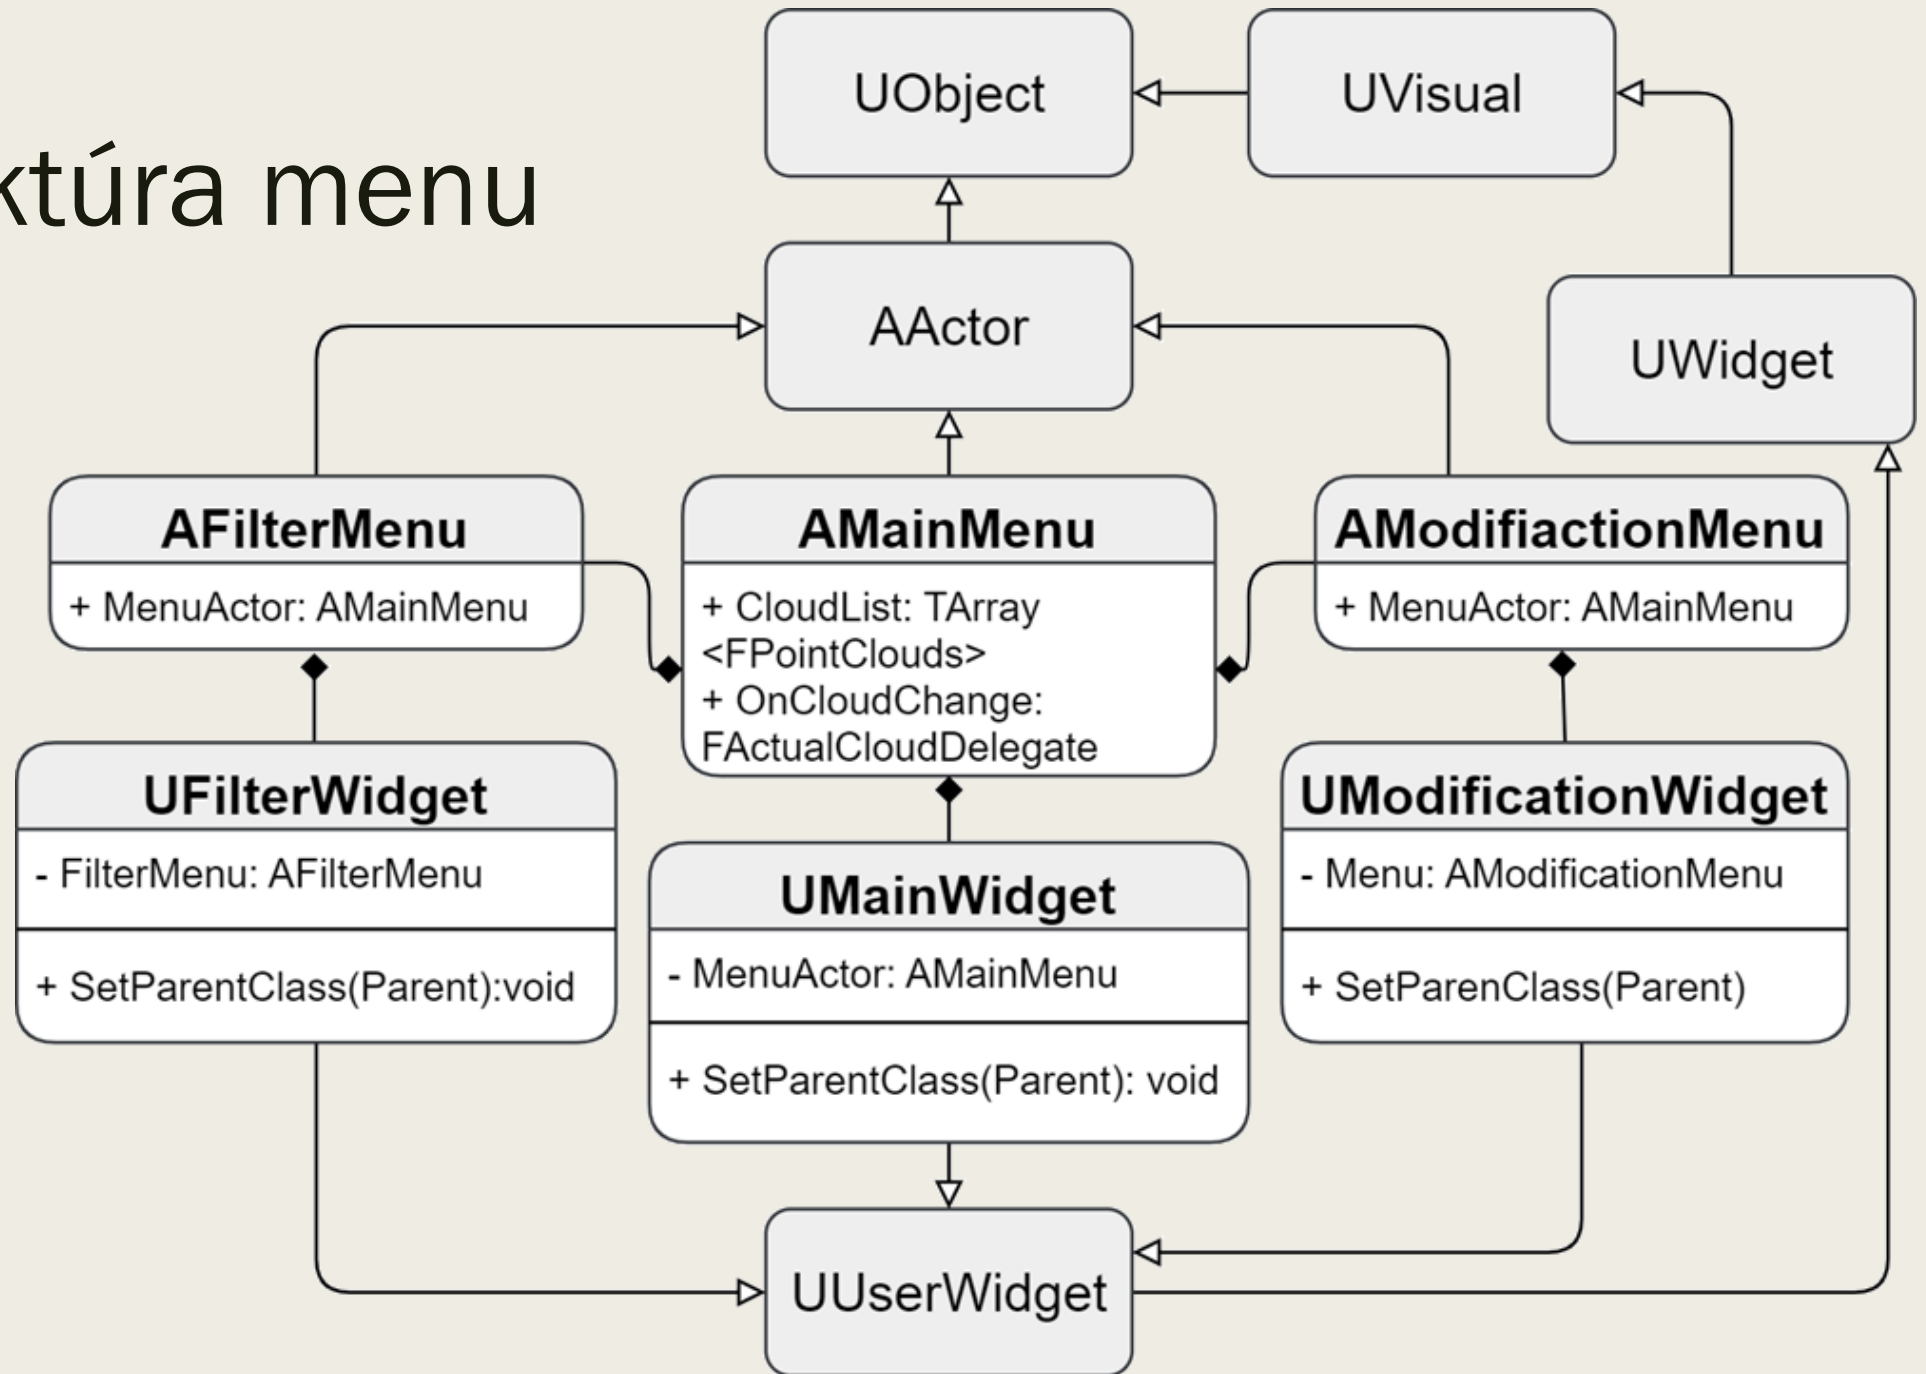 ktúra menu
UObject
UVisual
AActor
UWidget
AFilterMenu
+ MenuActor: AMainMenu
AMainMenu
+ CloudList: TArray
<FPointClouds>
+ OnCloudChange:
FActualCloudDelegate
AModifiactionMenu
+ MenuActor: AMainMenu
UFilterWidget
- FilterMenu: AFilterMenu
+ SetParentClass(Parent):void
UMainWidget
- MenuActor: AMainMenu
+ SetParentClass(Parent): void
UModificationWidget
- Menu: AModificationMenu
+ SetParenClass(Parent)
UUserWidget